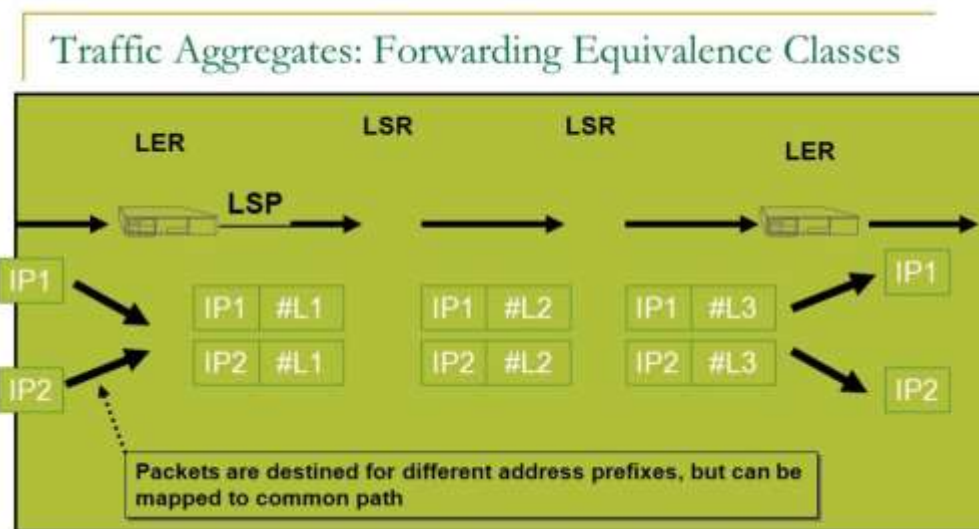 Traffic Aggregates: Forwarding Equivalence Classes
LSR LSR
LER LER
LSP
IP1 IP1
IP1 #L1 IP1 #L2 IP1 #L3
IP2 #L1 IP2 #L2 IP2 #L3
IP2 IP2
Packets are destined for different address prefixes, but can be
mapped to common path